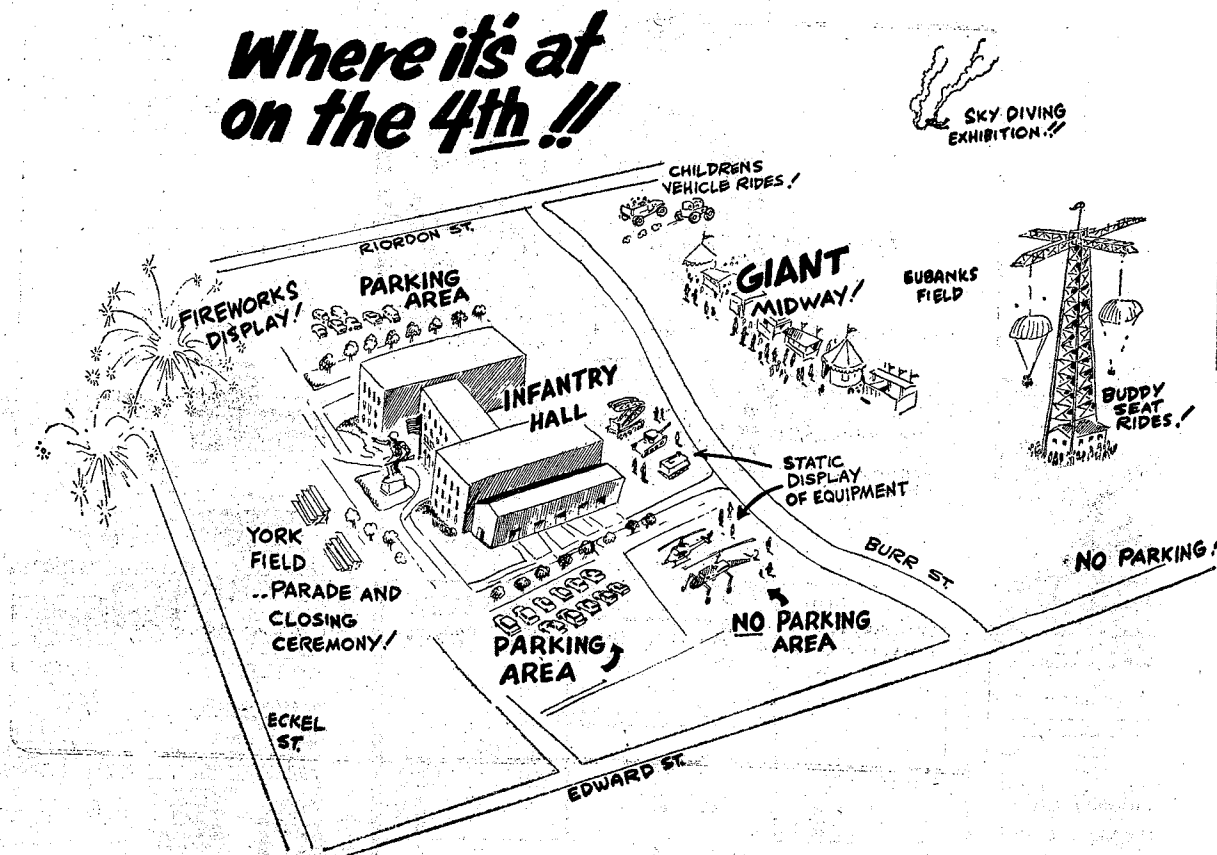 Where it's at
on the 4th!!
SKY DIVING
EXHIBITION!!
CHILDRENS
VEHICLE RIDES!
RIORDON ST.
PARKING
AREA
FIREWORKS
DISPLAY!
GIANT
MIDWAY!
EUBANKS
FIELD
INFANTRY
HALL
BUDDY
SEAT
RIDES!
STATIC
DISPLAY
OF EQUIPMENT
YORK
FIELD
..PARADE AND
CLOSING
CEREMONY!
BURR ST.
NO PARKING!
NO PARKING
AREA
PARKING
AREA
ECKEL
ST.
EDWARD ST.